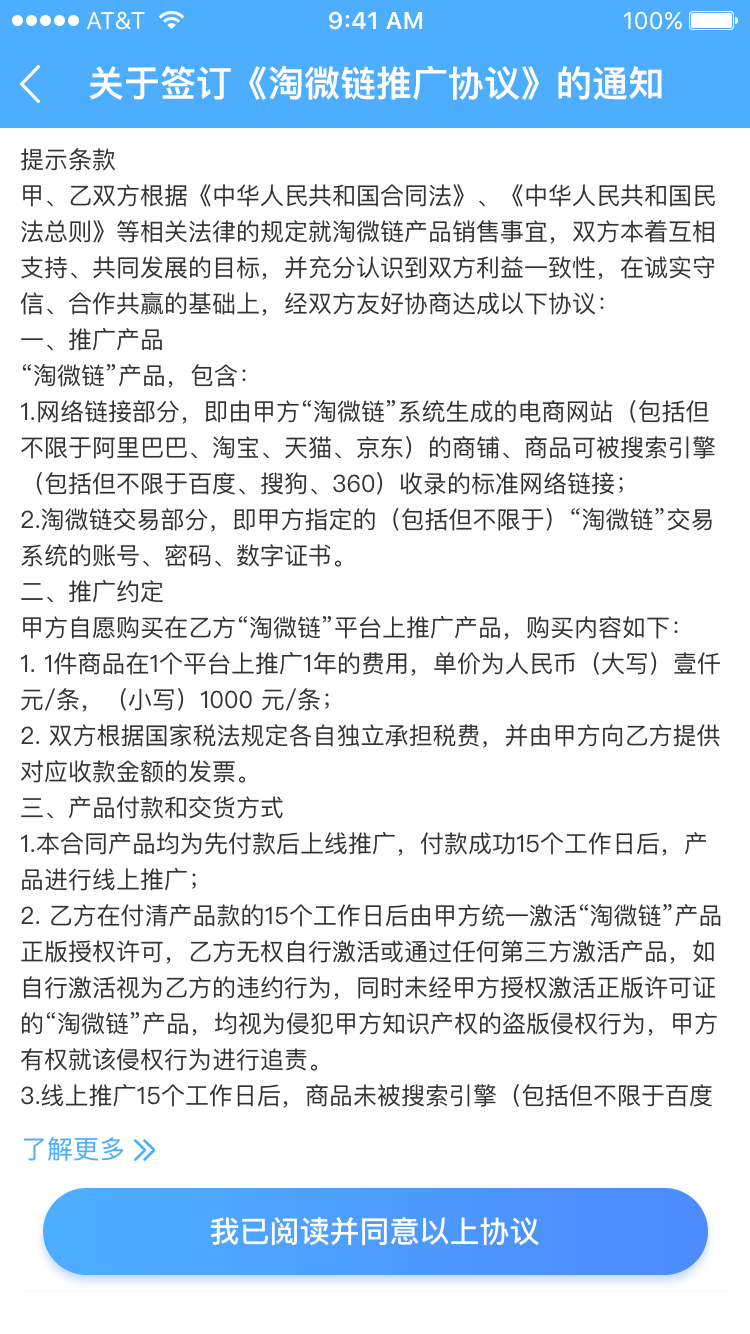 AT&T 9:41 AM 100%
关于签订《淘微链推广协议》的通知
提示条款
甲、乙双方根据《中华人民共和国合同法》、《中华人民共和国民
法总则》等相关法律的规定就淘微链产品销售事宜，双方本着互相
支持、共同发展的目标，并充分认识到双方利益一致性，在诚实守
信、合作共赢的基础上，经双方友好协商达成以下协议：
一、推广产品
“淘微链”产品，包含：
1.网络链接部分，即由甲方“淘微链”系统生成的电商网站（包括但
不限于阿里巴巴、淘宝、天猫、京东）的商铺、商品可被搜索引擎
（包括但不限于百度、搜狗、360）收录的标准网络链接；
2.淘微链交易部分，即甲方指定的（包括但不限于）“淘微链”交易
系统的账号、密码、数字证书。
二、推广约定
甲方自愿购买在乙方“淘微链”平台上推广产品，购买内容如下：
1. 1件商品在1个平台上推广1年的费用，单价为人民币（大写）壹仟
元/条，（小写）1000 元/条；
2. 双方根据国家税法规定各自独立承担税费，并由甲方向乙方提供
对应收款金额的发票。
三、产品付款和交货方式
1.本合同产品均为先付款后上线推广，付款成功15个工作日后，产
品进行线上推广；
2. 乙方在付清产品款的15个工作日后由甲方统一激活“淘微链”产品
正版授权许可，乙方无权自行激活或通过任何第三方激活产品，如
自行激活视为乙方的违约行为，同时未经甲方授权激活正版许可证
的“淘微链”产品，均视为侵犯甲方知识产权的盗版侵权行为，甲方
有权就该侵权行为进行追责。
3.线上推广15个工作日后，商品未被搜索引擎（包括但不限于百度
了解更多
我已阅读并同意以上协议